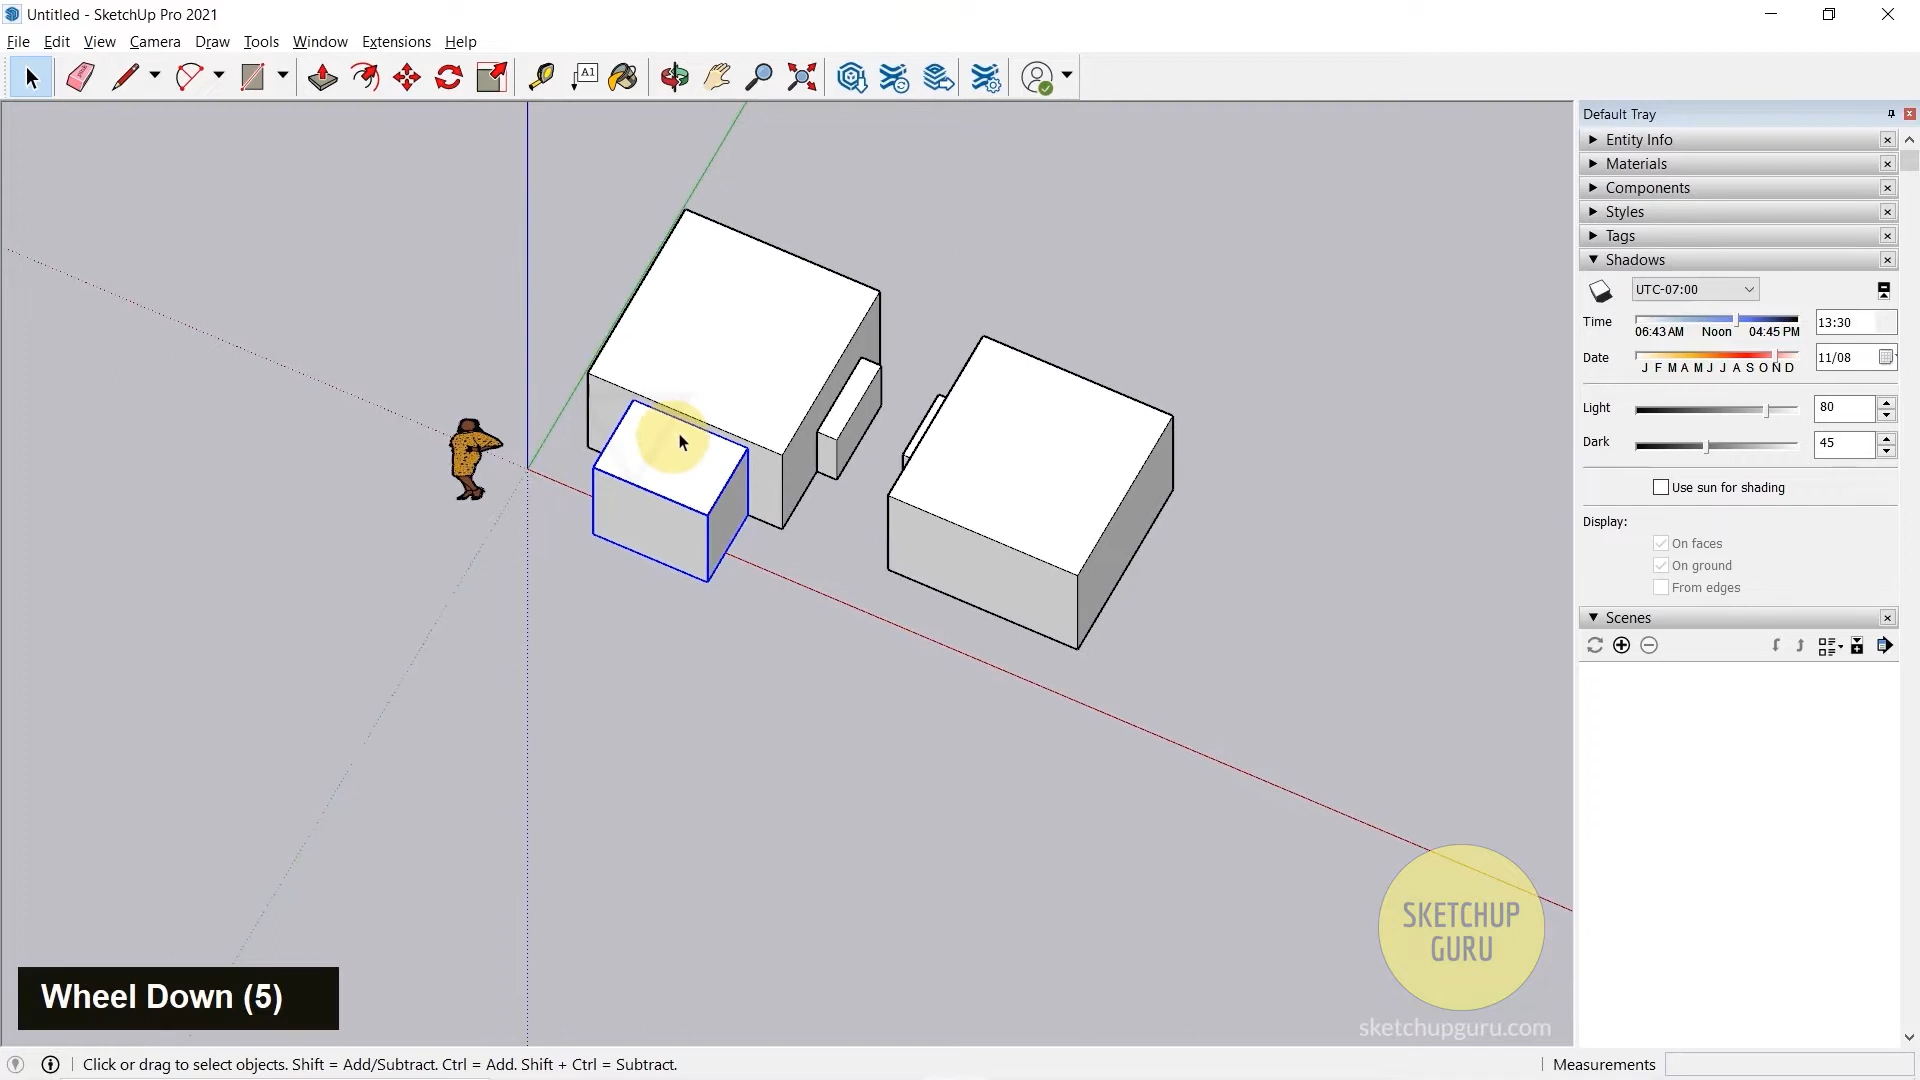 Untitled - SketchUp Pro 2021
File Edit View Camera Draw Tools Window Extensions Help
A1
Default Tray
Entity Info
Materials
Components
Styles
Tags
Shadows
UTC-07:00
Time
06:43 AM Noon 04:45 PM
13:30
Date
J F M A M J J A S O N D
11/08
Light
80
Dark
45
Use sun for shading
Display:
On faces
On ground
From edges
Scenes
SKETCHUP
GURU
sketchupguru.com
Wheel Down (5)
Click or drag to select objects. Shift = Add/Subtract. Ctrl = Add. Shift + Ctrl = Subtract.
Measurements